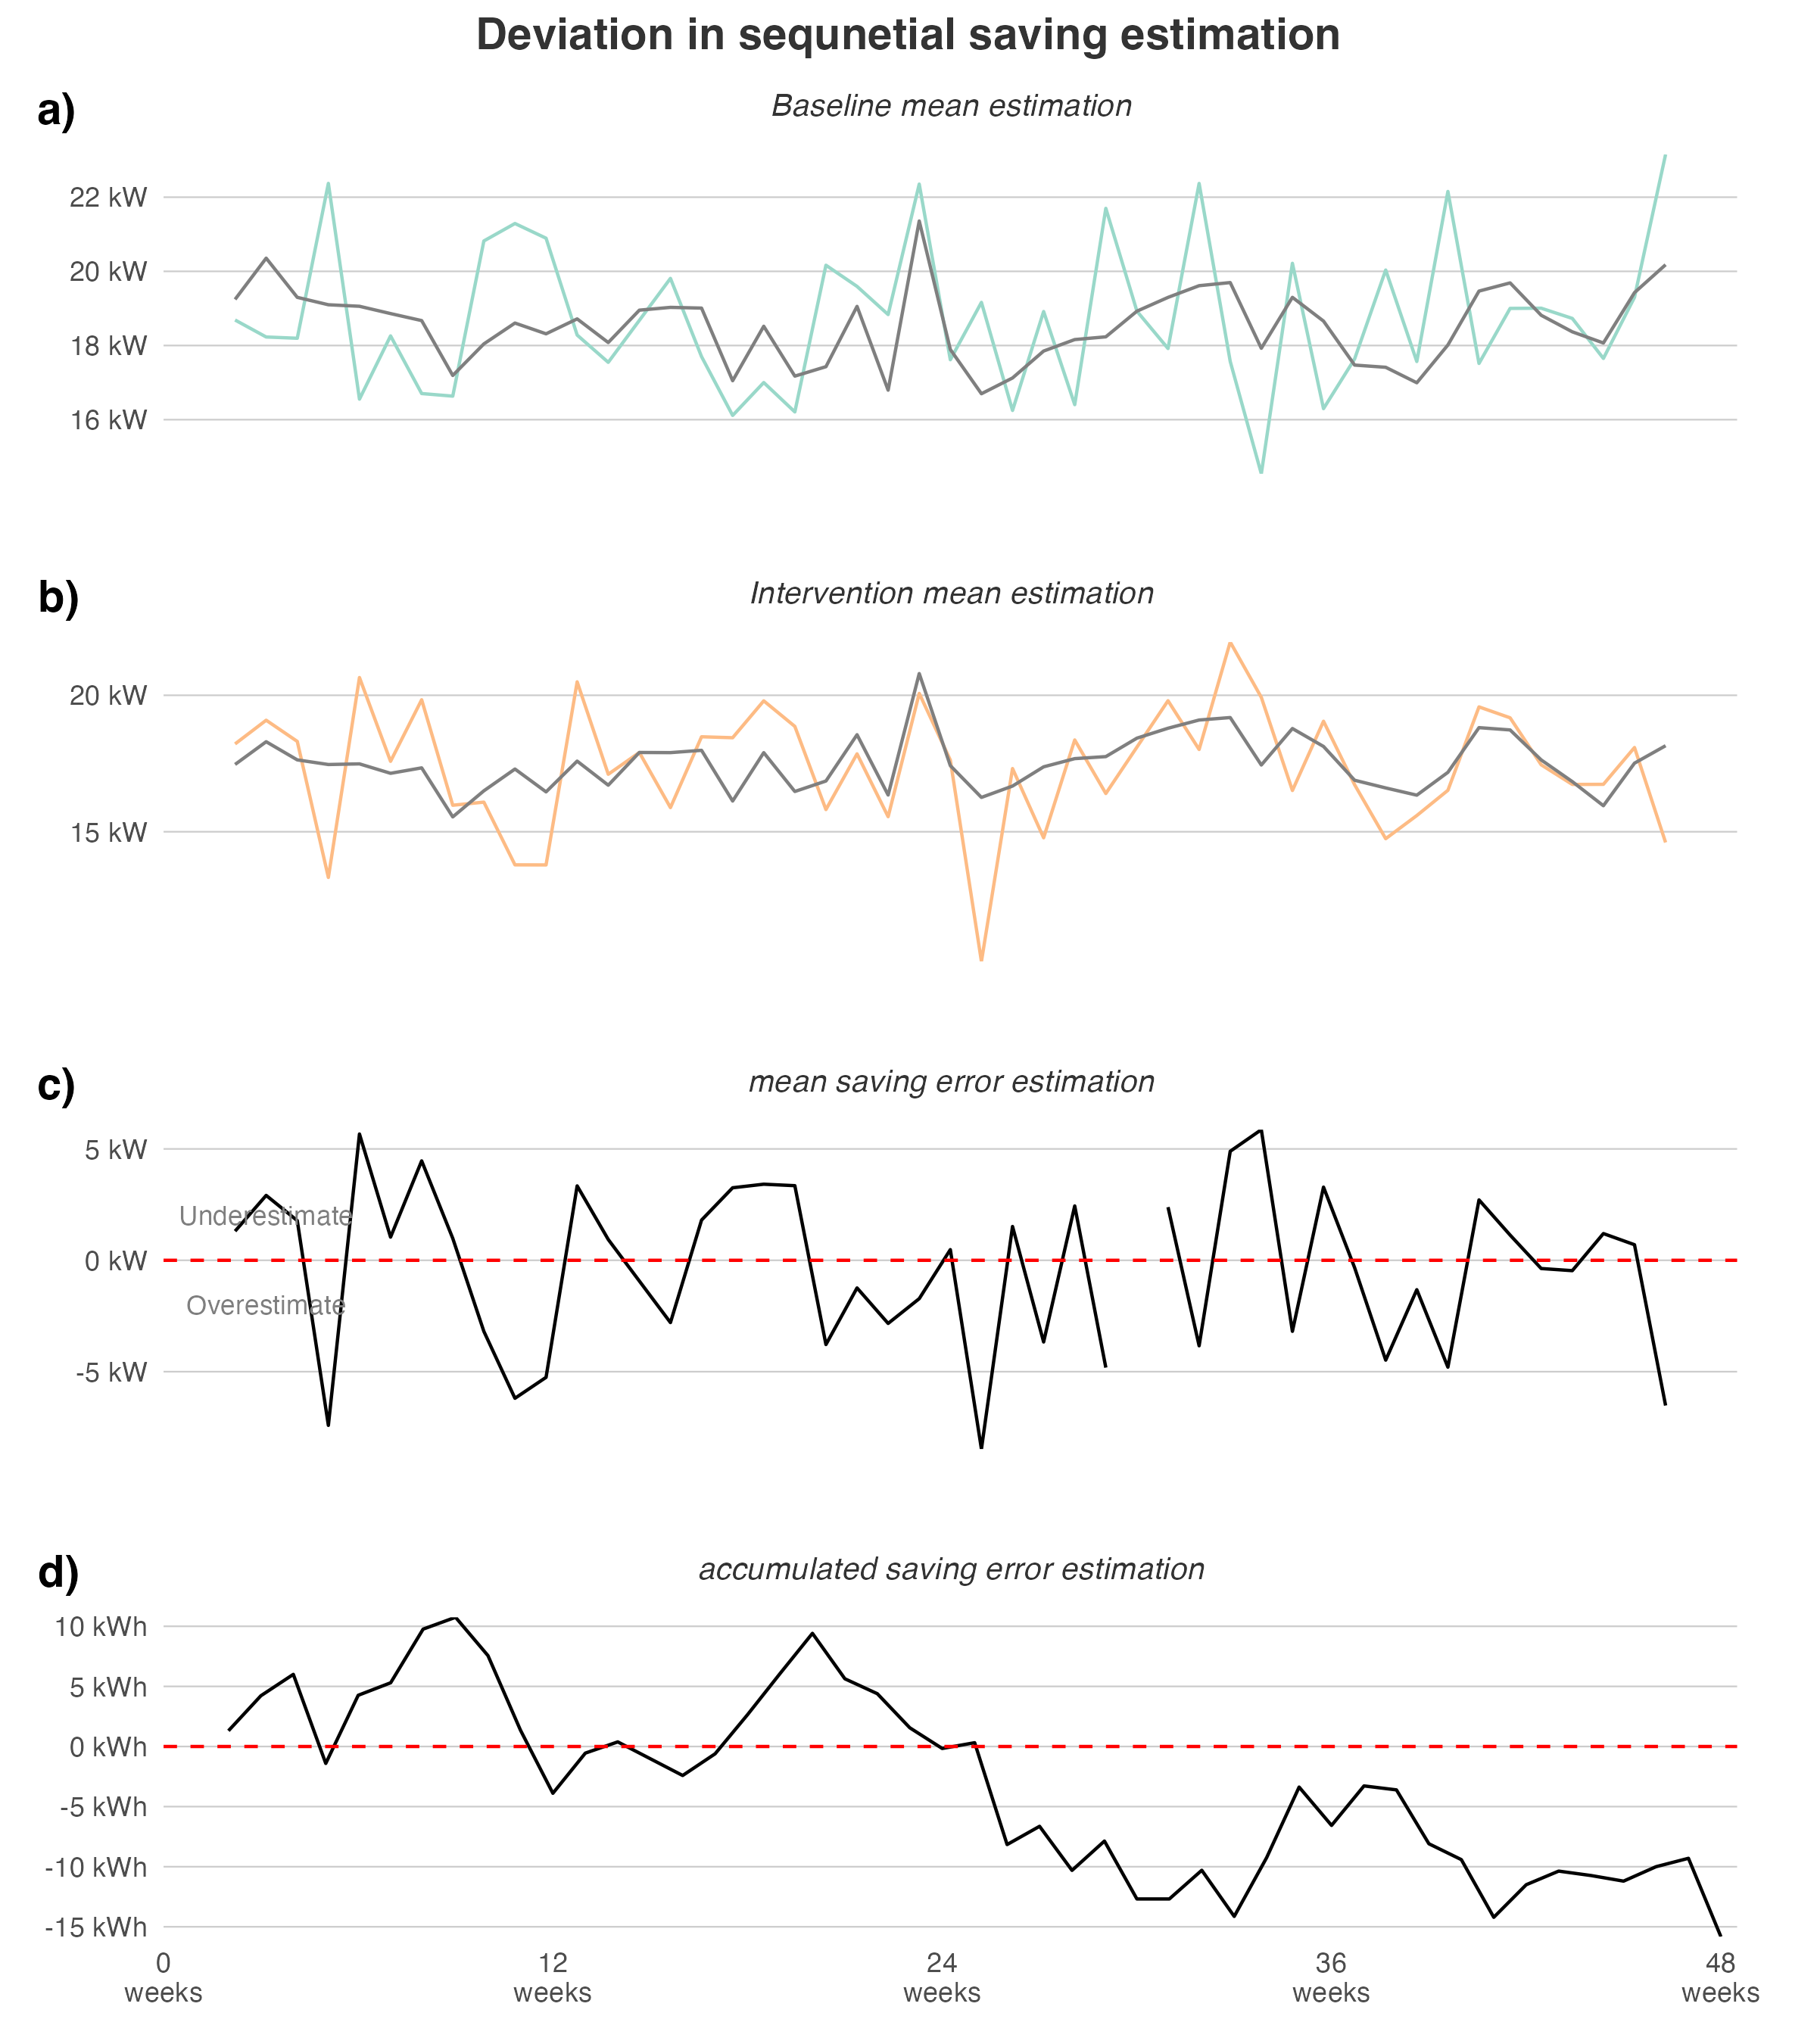 Deviation in sequnetial saving estimation
a)
Baseline mean estimation
22 kW
20 kW
18 kW
16 kW
b)
Intervention mean estimation
20 kW
15 kW
c)
mean saving error estimation
5 kW
Underestimate
0 kW
Overestimate
-5 kW
d)
accumulated saving error estimation
10 kWh
5 kWh
0 kWh
-5 kWh
-10 kWh
-15 kWh
0 12 24 36 48
weeks weeks weeks weeks weeks